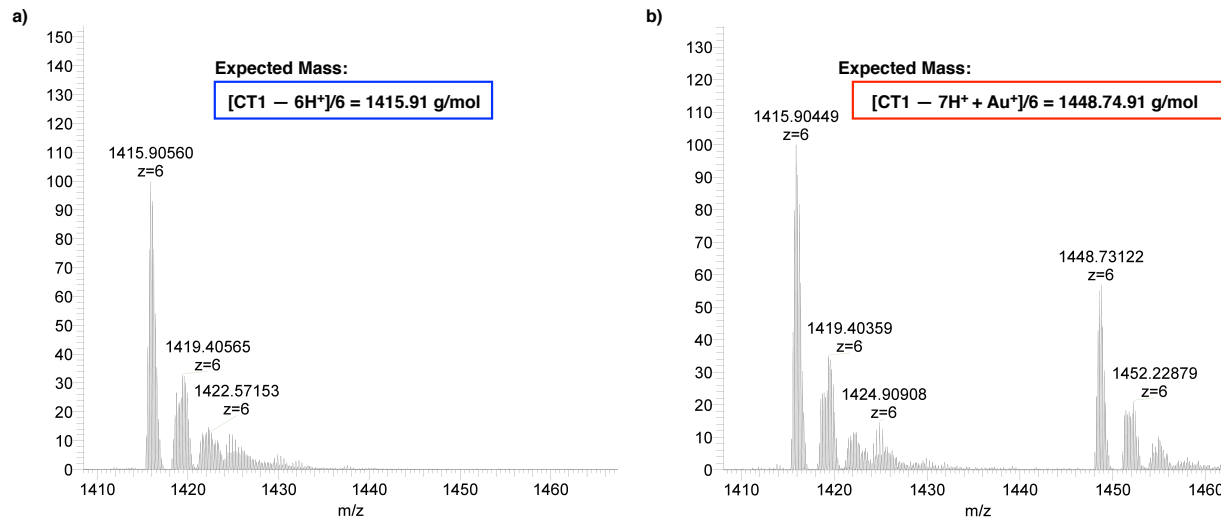 a)
Expected Mass:
[CT1 — 6H⁺]/6 = 1415.91 g/mol
150
140
130
120
110
100
90
80
70
60
50
40
30
20
10
0
1415.90560
z=6
1419.40565
z=6
1422.57153
z=6
1410 1420 1430 1440 1450 1460
m/z
b)
Expected Mass:
[CT1 — 7H⁺ + Au⁺]/6 = 1448.74.91 g/mol
130
120
110
100
90
80
70
60
50
40
30
20
10
0
1415.90449
z=6
1419.40359
z=6
1424.90908
z=6
1448.73122
z=6
1452.22879
z=6
1410 1420 1430 1440 1450 1460
m/z